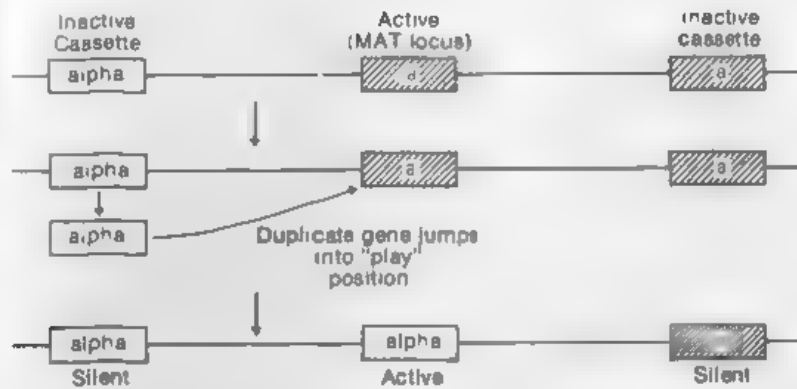 Inactive
Cassette
Active
(MAT locus)
inactive
cassette
alpha
a
a
alpha
a
a
alpha
Duplicate gene jumps
into "play"
position
alpha
alpha
Silent
Active
Silent